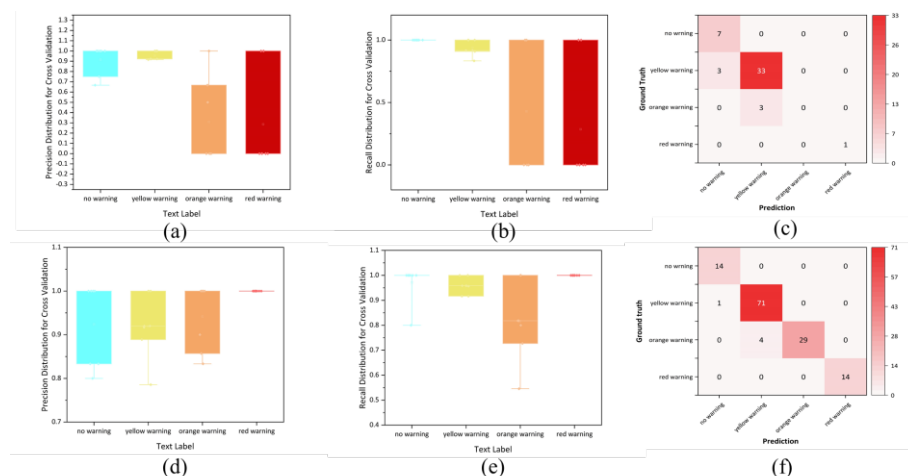 Precision Distribution for Cross Validation
1.3
1.2
1.1
1.0
0.9
0.8
0.7
0.6
0.5
0.4
0.3
0.2
0.1
0.0
-0.1
-0.2
-0.3
no warning yellow warning orange warning red warning
Text Label
(a)
Recall Distribution for Cross Validation
1.0
0.5
0.0
no warning yellow warning orange warning red warning
Text Label
(b)
Ground Truth
no wrning 7 0 0 0
yellow warning 3 33 0 0
orange warning 0 3 0 0
red warning 0 0 0 1
no warning yellow warning orange warning red warning
Prediction
33
30
27
23
20
17
13
10
7
3
0
(c)
Precision Distribution for Cross Validation
1.1
1.0
0.9
0.8
0.7
no warning yellow warning orange warning red warning
Text Label
(d)
Recall Distribution for Cross Validation
1.1
1.0
0.9
0.8
0.7
0.6
0.5
0.4
no warning yellow warning orange warning red warning
Text Label
(e)
Ground truth
no wrning 14 0 0 0
yellow warning 1 71 0 0
orange warning 0 4 29 0
red warning 0 0 0 14
no warning yellow warning orange warning red warning
Prediction
71
64
57
50
43
36
28
21
14
7
0
(f)